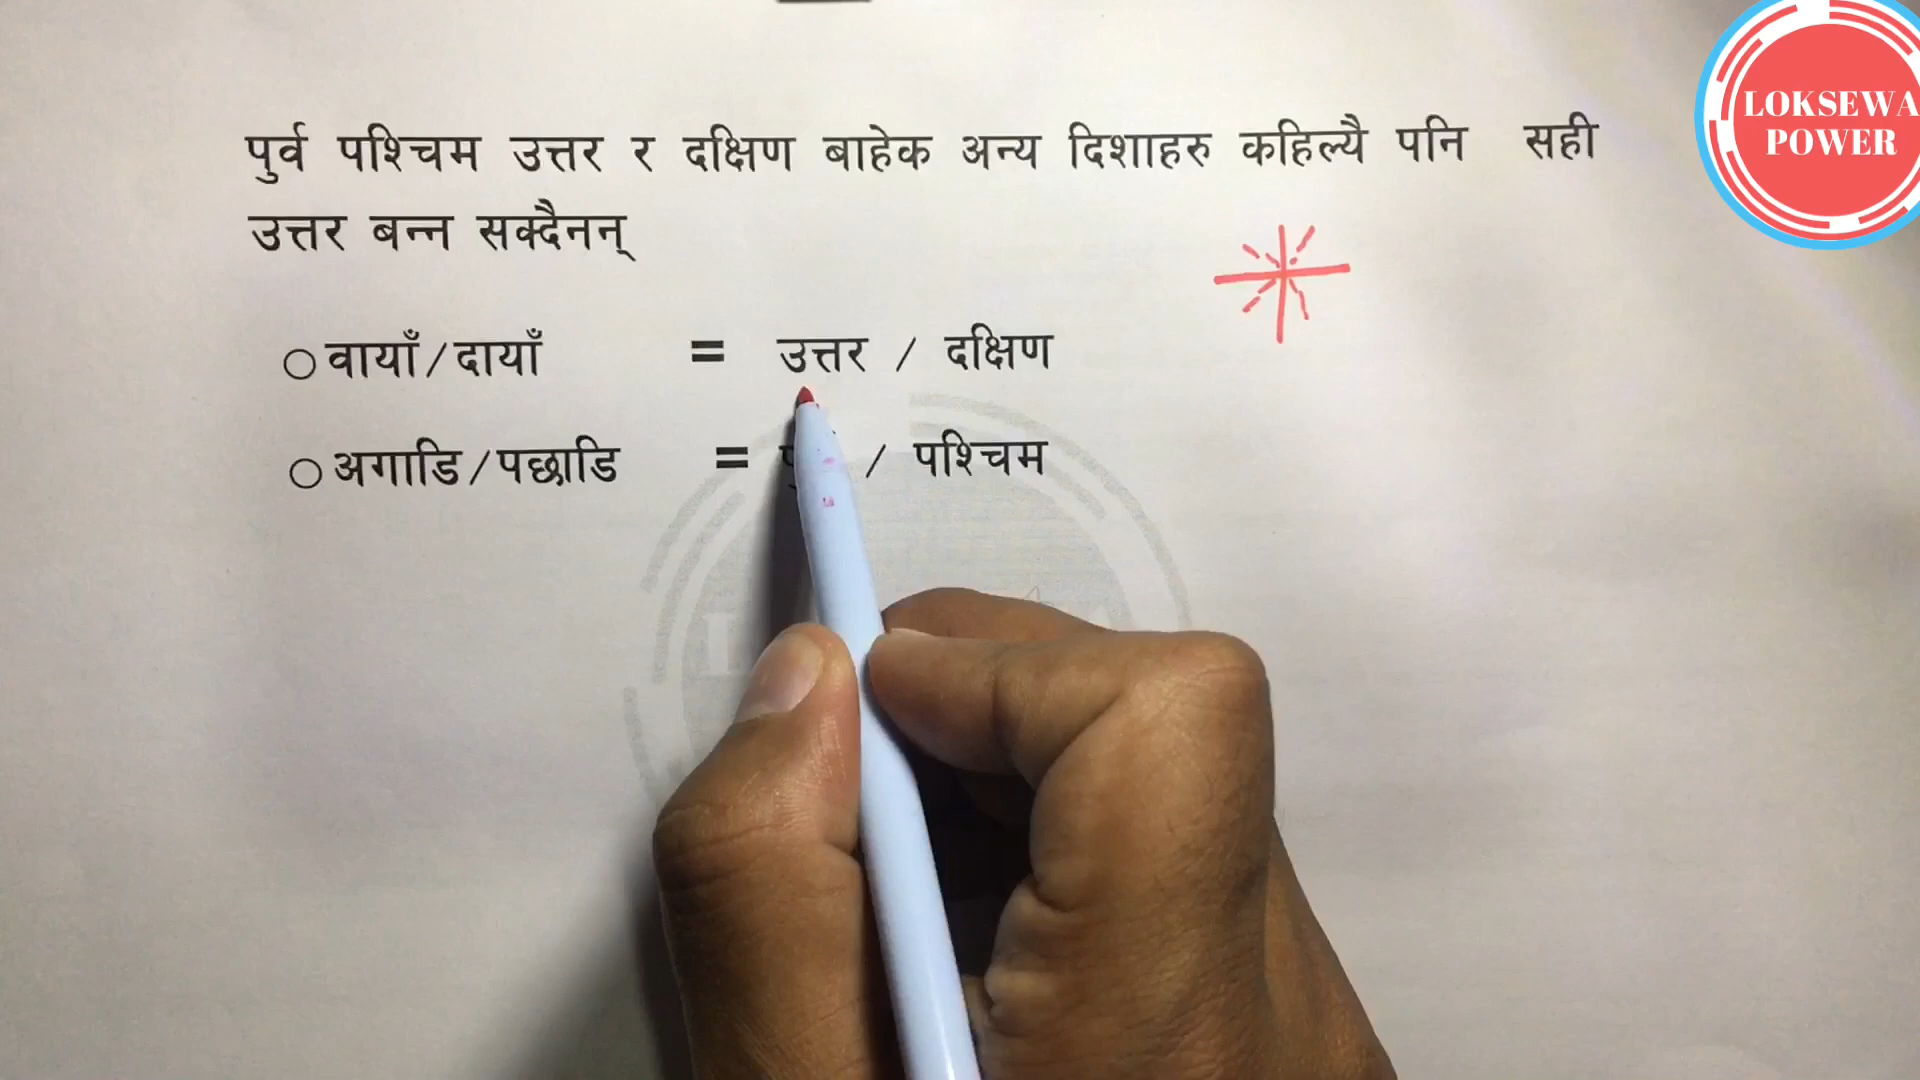 LOKSEWA
POWER
पुर्व पश्चिम उत्तर र दक्षिण बाहेक अन्य दिशाहरु कहिल्यै पनि सही
उत्तर बन्न सक्दैनन्
वायाँ/दायाँ = उत्तर / दक्षिण
अगाडि/पछाडि = / पश्चिम